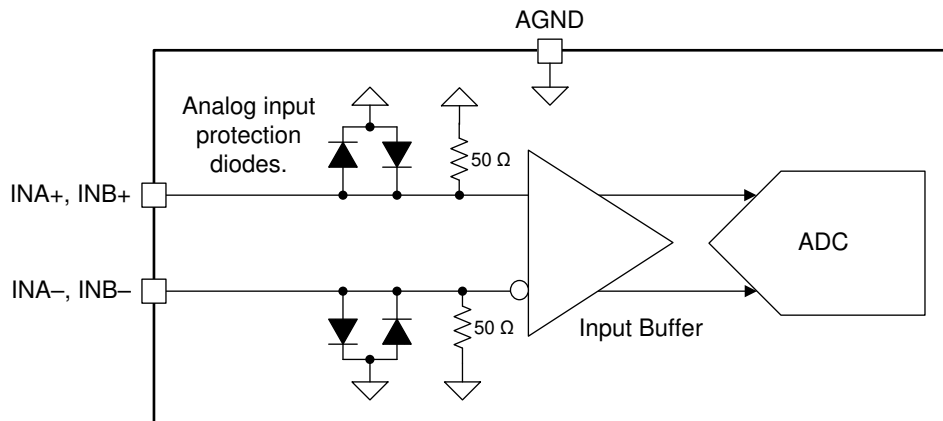 AGND
Analog input
protection
diodes.
50 Ω
INA+, INB+
ADC
INA–, INB–
50 Ω
Input Buffer